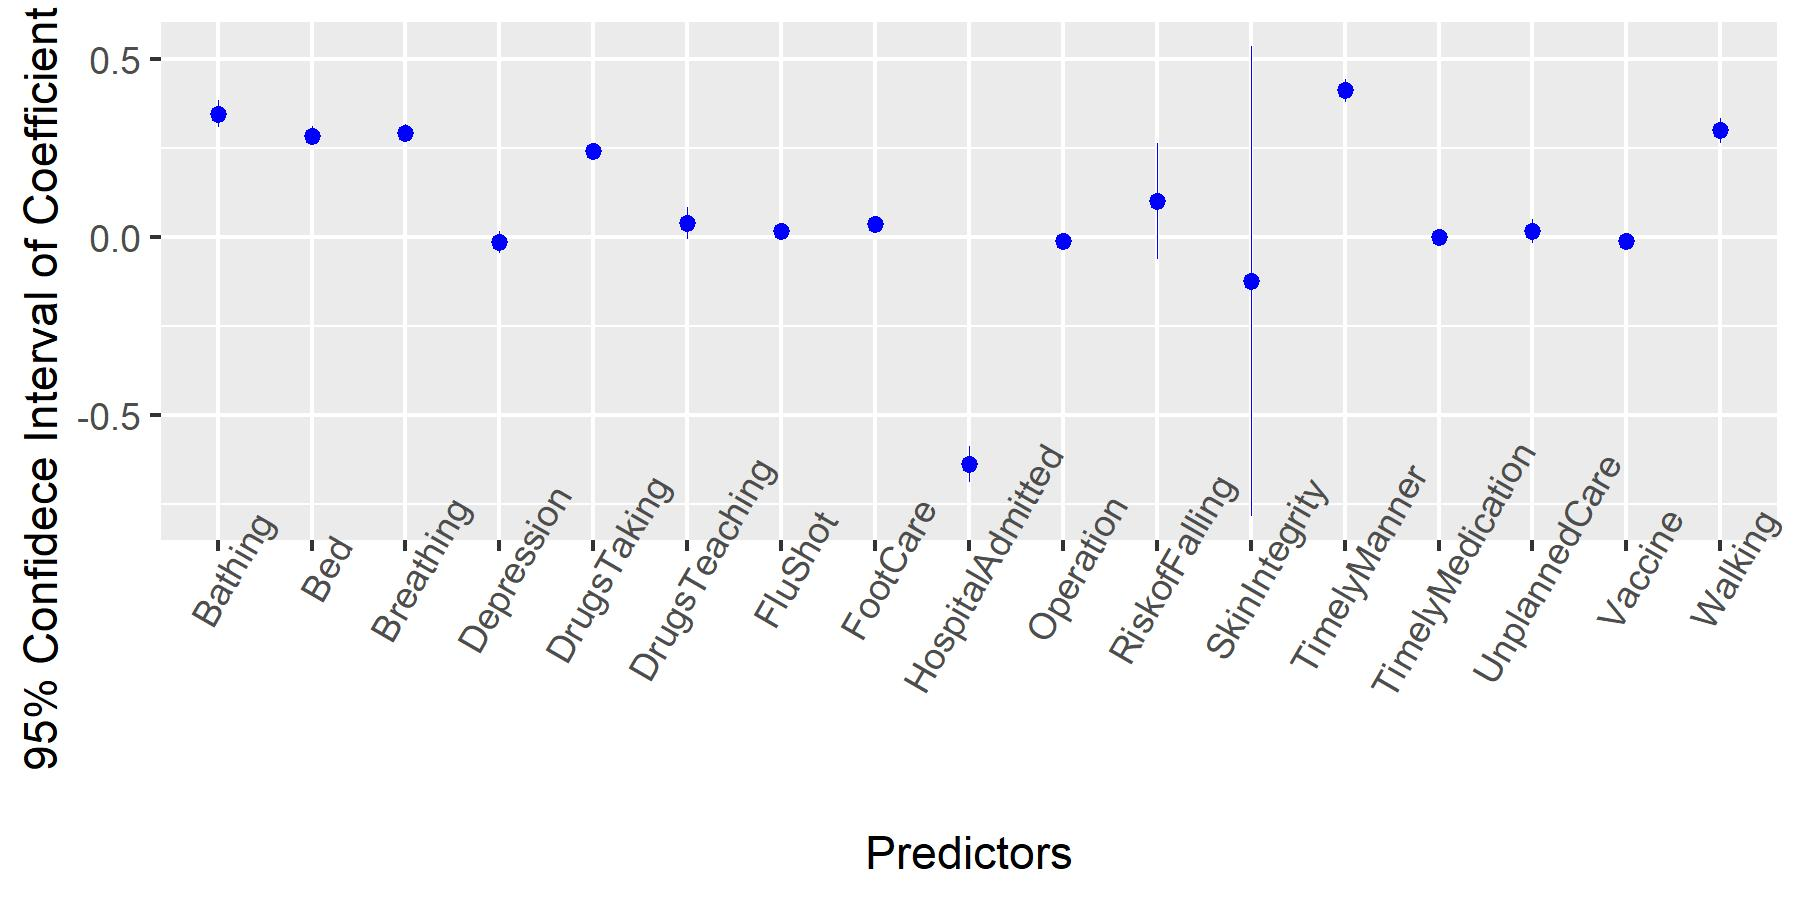 95% Confidece Interval of Coefficient
0.5
0.0
-0.5
Bathing
Bed
Breathing
Depression
DrugsTaking
DrugsTeaching
FluShot
FootCare
HospitalAdmitted
Operation
RiskofFalling
SkinIntegrity
TimelyManner
TimelyMedication
UnplannedCare
Vaccine
Walking
Predictors